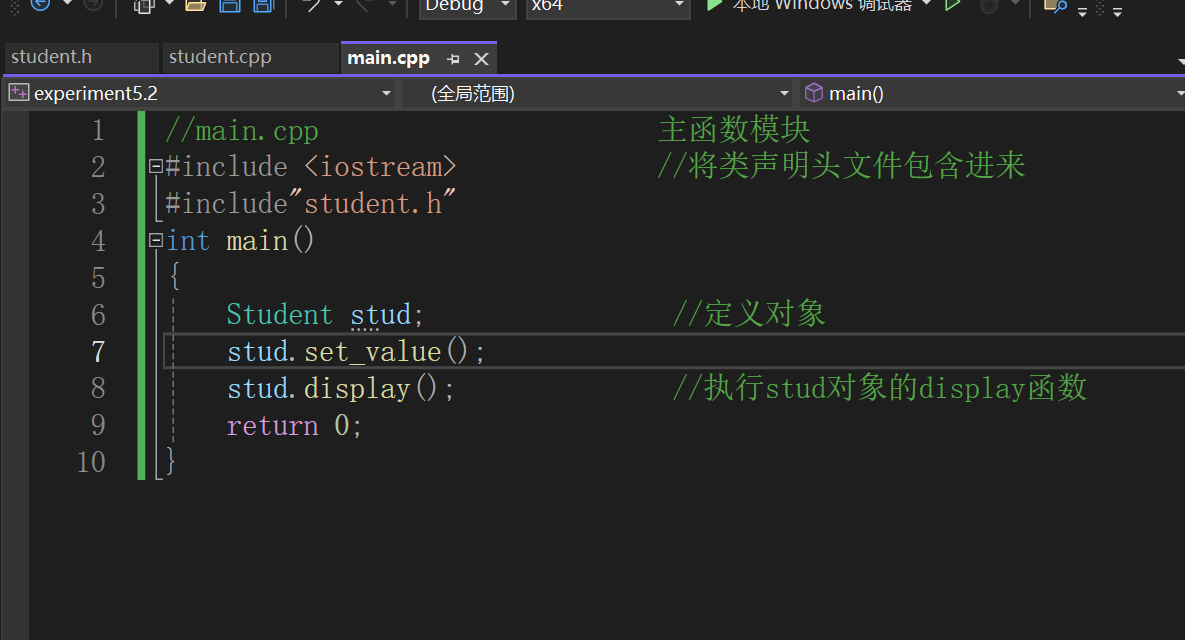 Debug x64 本地 Windows 调试器
student.h student.cpp main.cpp
experiment5.2 (全局范围) main()
1 //main.cpp 主函数模块
2 #include <iostream> //将类声明头文件包含进来
3 #include"student.h"
4 int main()
5 {
6 Student stud; //定义对象
7 stud.set_value();
8 stud.display(); //执行stud对象的display函数
9 return 0;
10 }